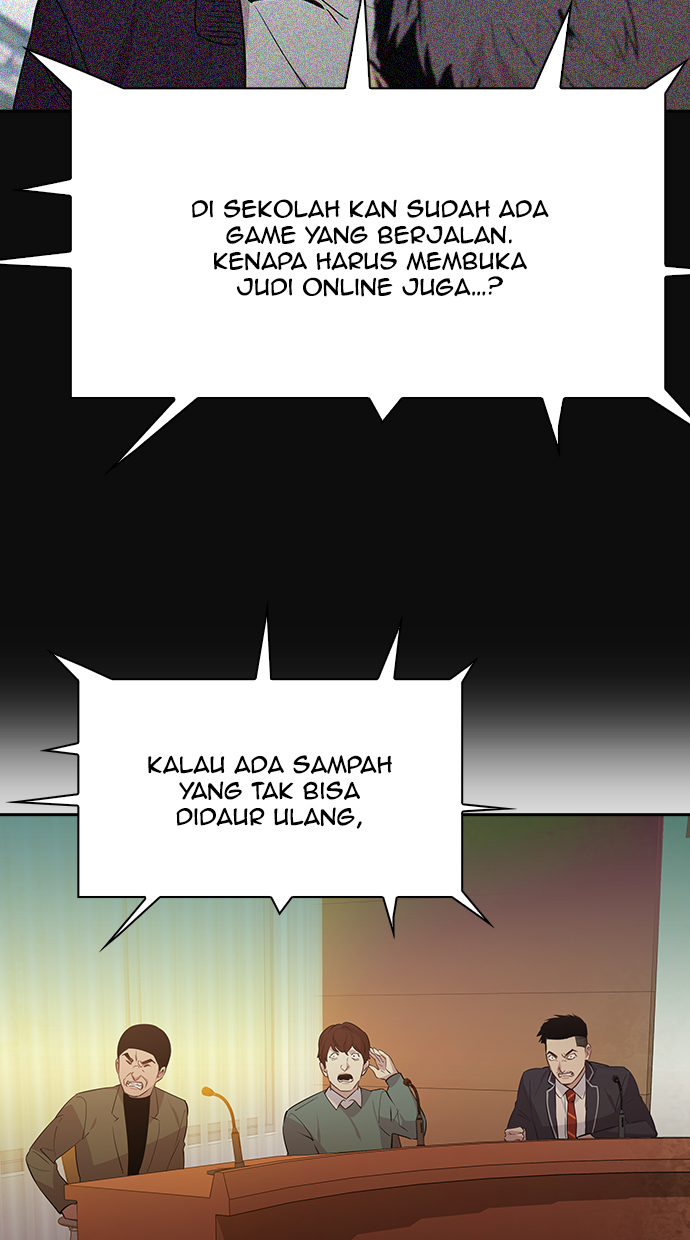 DI SEKOLAH KAN SUDAH ADA
GAME YANG BERJALAN.
KENAPA HARUS MEMBUKA
JUDI ONLINE JUGA...?
KALAU ADA SAMPAH
YANG TAK BISA
DIDAUR ULANG,